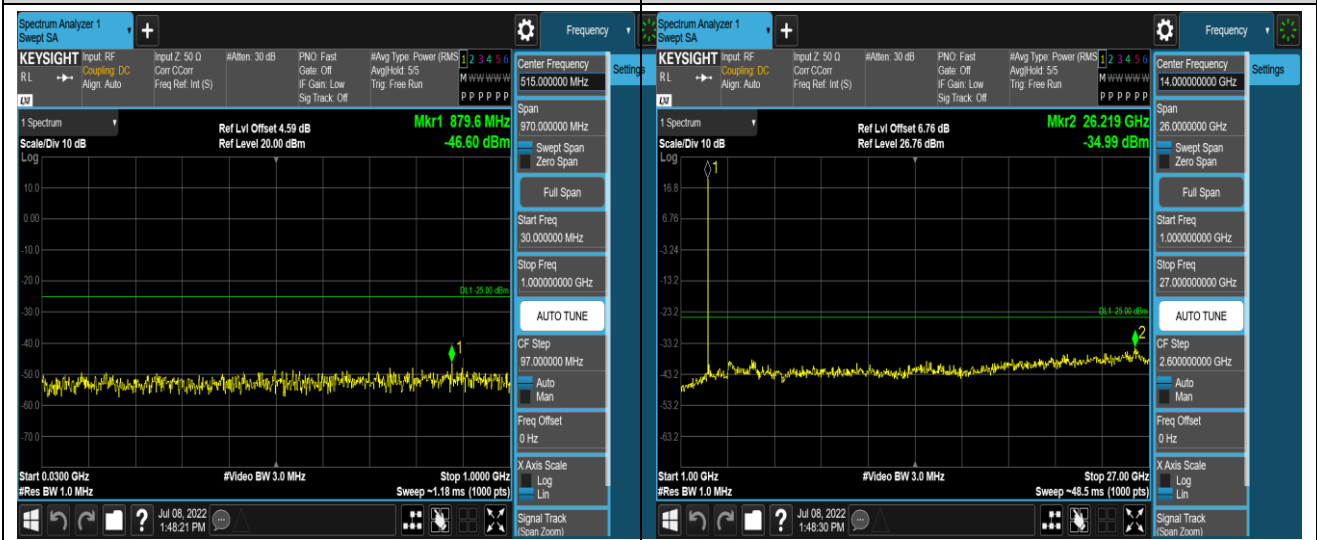 Spectrum Analyzer 1
Swept SA
+
Frequency
KEYSIGHT
Input: RF
Coupling: DC
Align: Auto
Input Z: 50 Ω
Corr CCorr
Freq Ref: Int (S)
#Atten: 30 dB
PNO: Fast
Gate: Off
IF Gain: Low
Sig Track: Off
#Avg Type: Power (RMS
Avg|Hold: 5/5
Trig: Free Run
1 2 3 4 5 6
M W W W W W
P P P P P P
R L
LXI
Center Frequency
515.000000 MHz
Settings
1 Spectrum
Scale/Div 10 dB
Log
Ref Lvl Offset 4.59 dB
Ref Level 20.00 dBm
Mkr1 879.6 MHz
-46.60 dBm
Span
970.000000 MHz
Swept Span
Zero Span
Full Span
Start Freq
30.000000 MHz
Stop Freq
1.000000000 GHz
AUTO TUNE
CF Step
97.000000 MHz
Auto
Man
Freq Offset
0 Hz
X Axis Scale
Log
Lin
Signal Track
(Span Zoom)
10.0
0.00
-10.0
-20.0
-30.0
-40.0
-50.0
-60.0
-70.0
DL1 -25.00 dBm
1
Start 0.0300 GHz
#Res BW 1.0 MHz
#Video BW 3.0 MHz
Stop 1.0000 GHz
Sweep ~1.18 ms (1000 pts)
?
Jul 08, 2022
1:48:21 PM
Spectrum Analyzer 1
Swept SA
+
Frequency
KEYSIGHT
Input: RF
Coupling: DC
Align: Auto
Input Z: 50 Ω
Corr CCorr
Freq Ref: Int (S)
#Atten: 30 dB
PNO: Fast
Gate: Off
IF Gain: Low
Sig Track: Off
#Avg Type: Power (RMS
Avg|Hold: 5/5
Trig: Free Run
1 2 3 4 5 6
M W W W W W
P P P P P P
R L
LXI
Center Frequency
14.000000000 GHz
Settings
1 Spectrum
Scale/Div 10 dB
Log
Ref Lvl Offset 6.76 dB
Ref Level 26.76 dBm
Mkr2 26.219 GHz
-34.99 dBm
Span
26.0000000 GHz
Swept Span
Zero Span
Full Span
Start Freq
1.000000000 GHz
Stop Freq
27.000000000 GHz
AUTO TUNE
CF Step
2.600000000 GHz
Auto
Man
Freq Offset
0 Hz
X Axis Scale
Log
Lin
Signal Track
(Span Zoom)
1
16.8
6.76
-3.24
-13.2
-23.2
-33.2
-43.2
-53.2
-63.2
DL1 -25.00 dBm
2
Start 1.00 GHz
#Res BW 1.0 MHz
#Video BW 3.0 MHz
Stop 27.00 GHz
Sweep ~48.5 ms (1000 pts)
?
Jul 08, 2022
1:48:30 PM